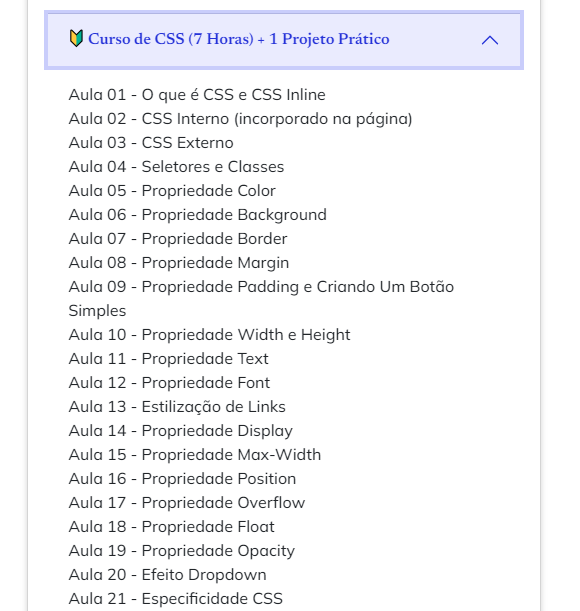 🔰 Curso de CSS (7 Horas) + 1 Projeto Prático
Aula 01 - O que é CSS e CSS Inline
Aula 02 - CSS Interno (incorporado na página)
Aula 03 - CSS Externo
Aula 04 - Seletores e Classes
Aula 05 - Propriedade Color
Aula 06 - Propriedade Background
Aula 07 - Propriedade Border
Aula 08 - Propriedade Margin
Aula 09 - Propriedade Padding e Criando Um Botão
Simples
Aula 10 - Propriedade Width e Height
Aula 11 - Propriedade Text
Aula 12 - Propriedade Font
Aula 13 - Estilização de Links
Aula 14 - Propriedade Display
Aula 15 - Propriedade Max-Width
Aula 16 - Propriedade Position
Aula 17 - Propriedade Overflow
Aula 18 - Propriedade Float
Aula 19 - Propriedade Opacity
Aula 20 - Efeito Dropdown
Aula 21 - Especificidade CSS